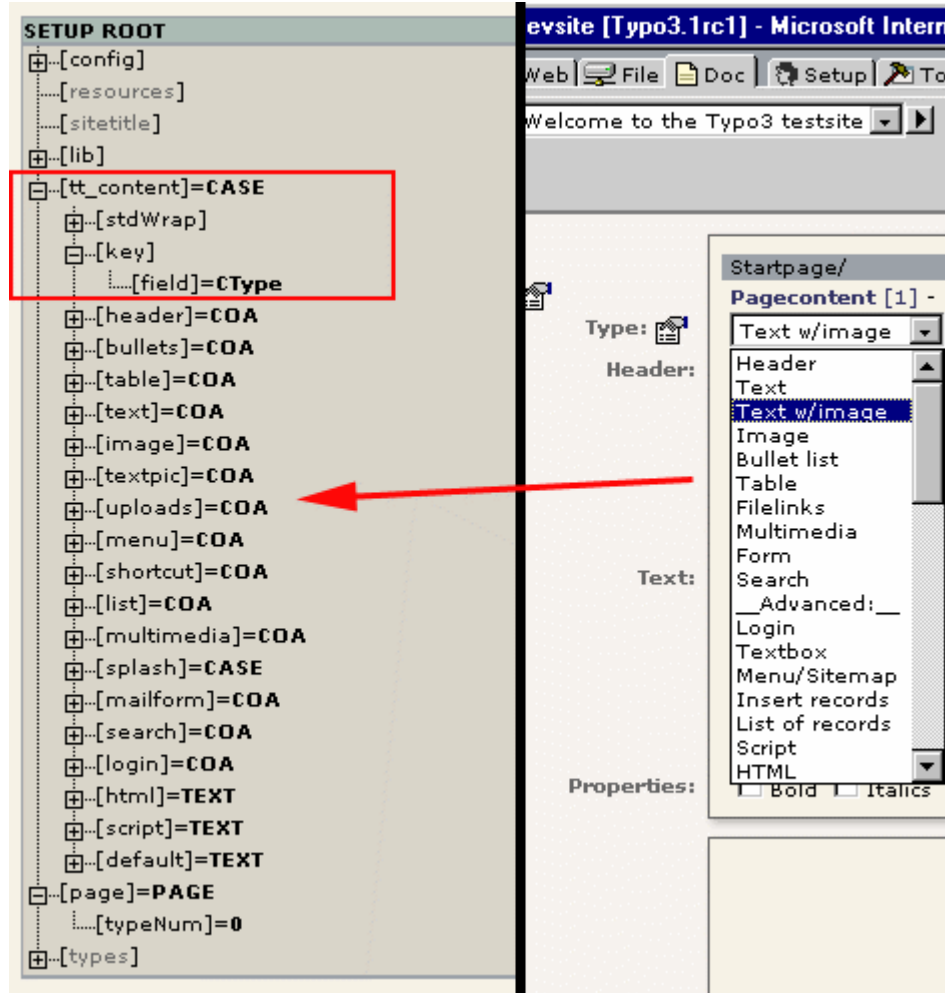 SETUP ROOT
[config]
[resources]
[sitetitle]
[lib]
[tt_content]=CASE
[stdWrap]
[key]
[field]=CType
[header]=COA
[bullets]=COA
[table]=COA
[text]=COA
[image]=COA
[textpic]=COA
[uploads]=COA
[menu]=COA
[shortcut]=COA
[list]=COA
[multimedia]=COA
[splash]=CASE
[mailform]=COA
[search]=COA
[login]=COA
[html]=TEXT
[script]=TEXT
[default]=TEXT
[page]=PAGE
[typeNum]=0
[types]
evsite [Typo3.1rc1] - Microsoft Intern
Web File Doc Setup To
Welcome to the Typo3 testsite
Startpage/
Pagecontent [1] -
Type: Text w/image
Header:
Header
Text
Text w/image
Image
Bullet list
Table
Filelinks
Multimedia
Form
Text:
Search
__Advanced:__
Login
Textbox
Menu/Sitemap
Insert records
List of records
Script
HTML
Properties: Bold Italics